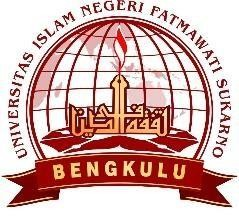 UNIVERSITAS ISLAM NEGERI FATMAWATI SUKARNO
BENGKULU